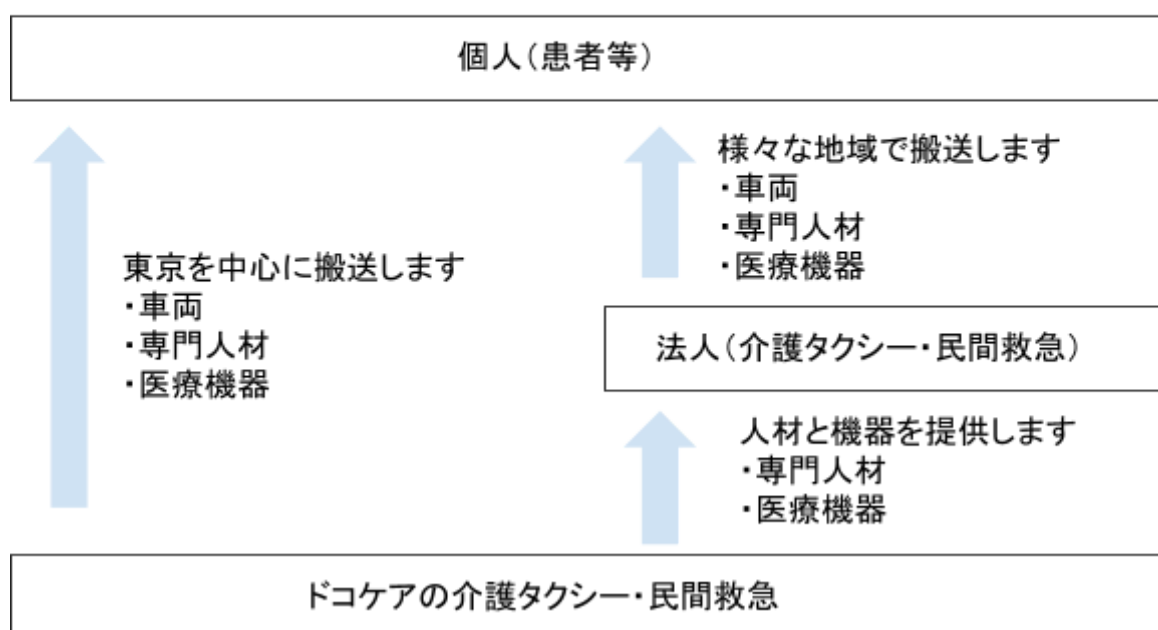 個人（患者等）
東京を中心に搬送します
・車両
・専門人材
・医療機器
様々な地域で搬送します
・車両
・専門人材
・医療機器
法人（介護タクシー・民間救急）
人材と機器を提供します
・専門人材
・医療機器
ドコケアの介護タクシー・民間救急